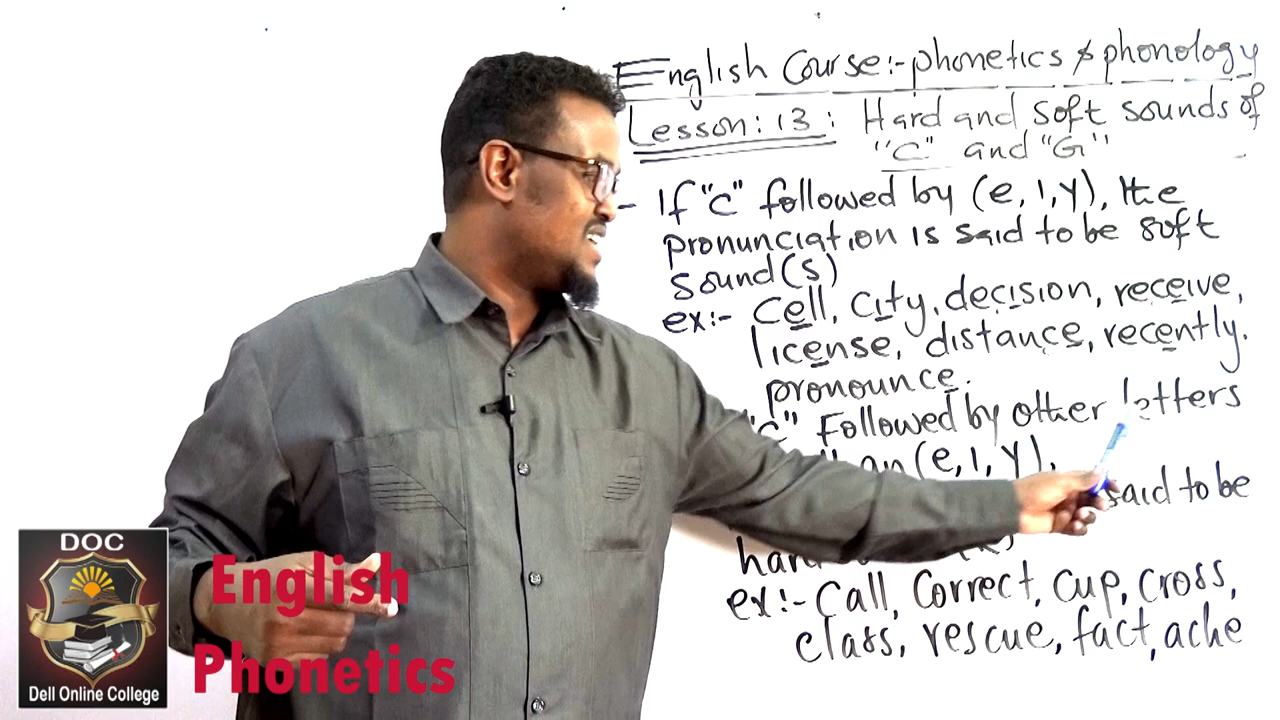 English Course:- phonetics & phonology
Lesson: 13: Hard and soft sounds of
"C" and "G"
- If "c" followed by (e, i, y), the
pronunciation is said to be soft
sound (s)
ex:- Cell, City, decision, receive,
license, distance, recently.
pronounce.
"c" Followed by other letters
(e, i, y),
said to be
ex:- Call, Correct, Cup, Cross,
class, rescue, fact, ache
DOC
Dell Online College
English
Phonetics